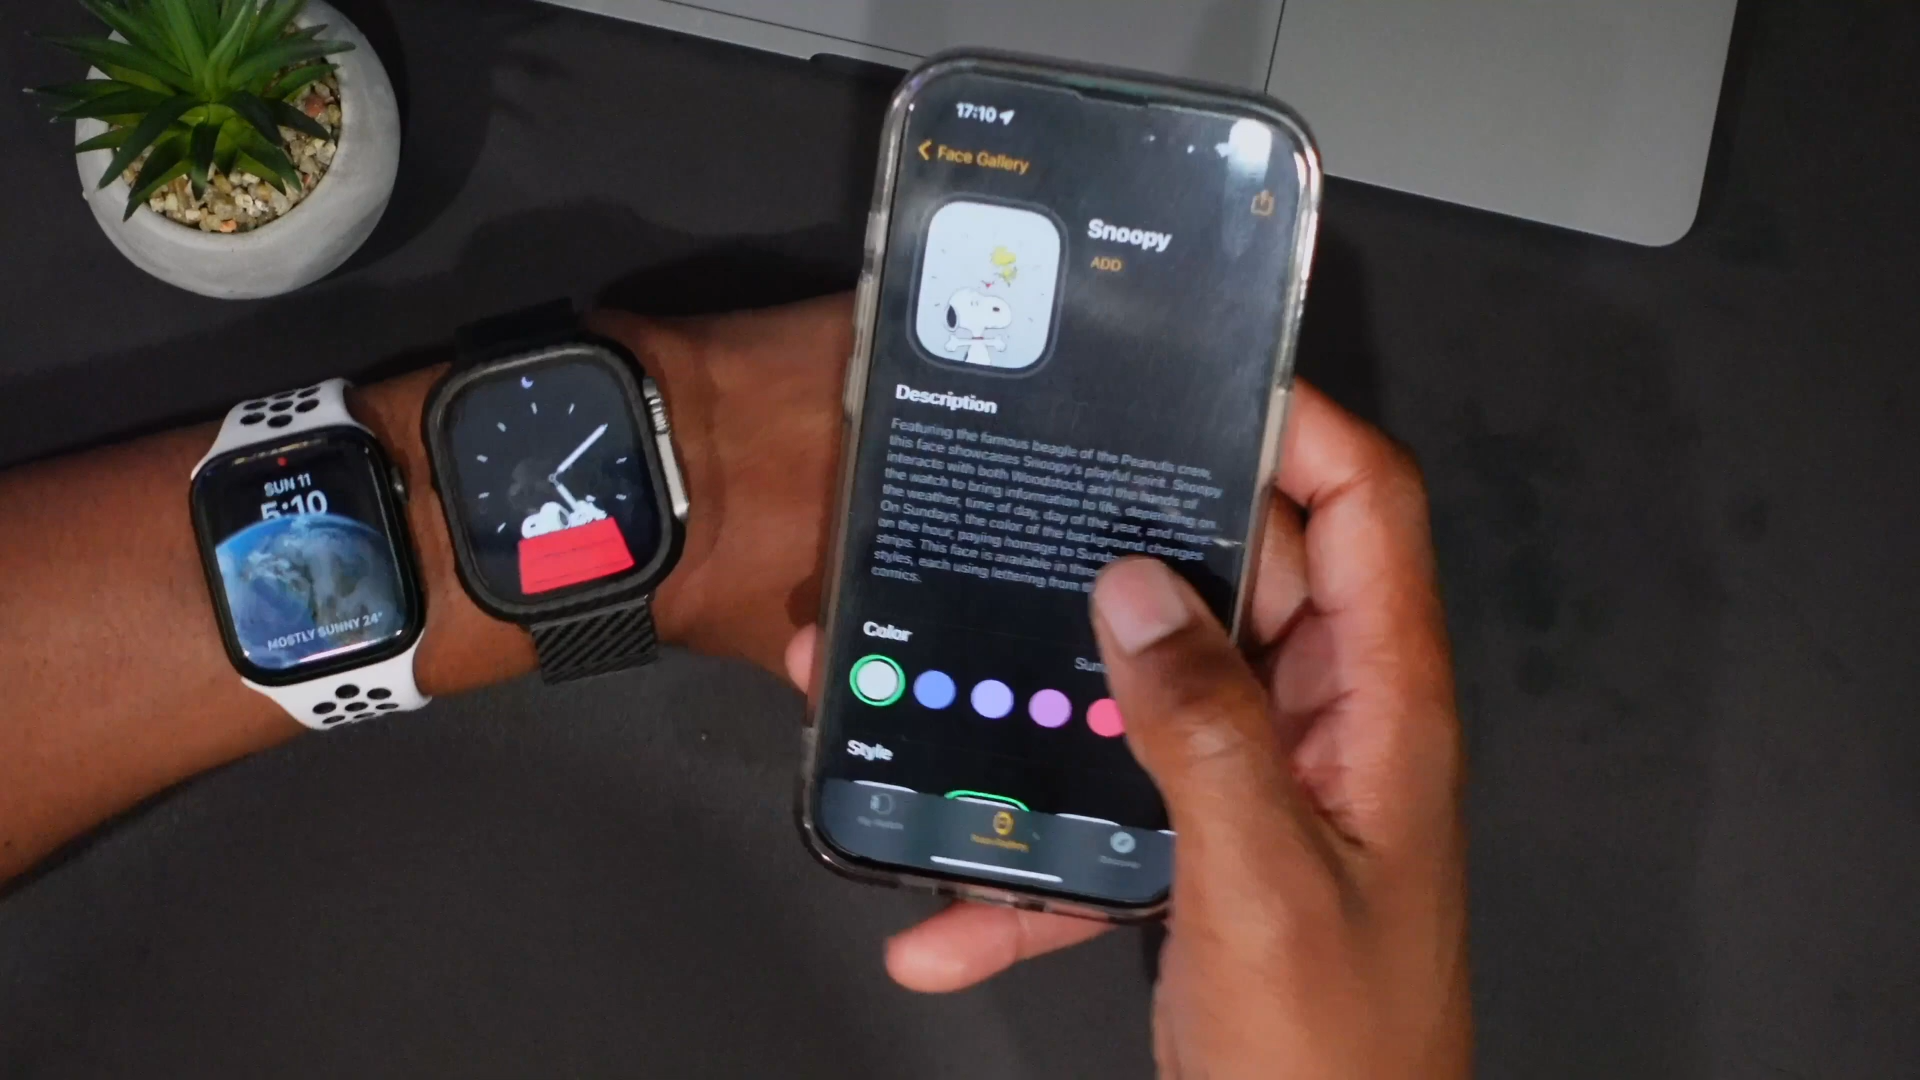 17:10
Face Gallery
Snoopy
ADD
Description
Featuring the famous beagle of the Peanuts crew,
this face showcases Snoopy's playful spirit. Snoopy
interacts with both Woodstock and the hands of
the watch to bring information to life, depending on
the weather, time of day, day of the year, and more.
On Sundays, the color of the background changes
on the hour, paying homage to Sund
strips. This face is available in three
styles, each using lettering from
comics.
Color
Style
SUN 11
5:10
MOSTLY SUNNY 24°